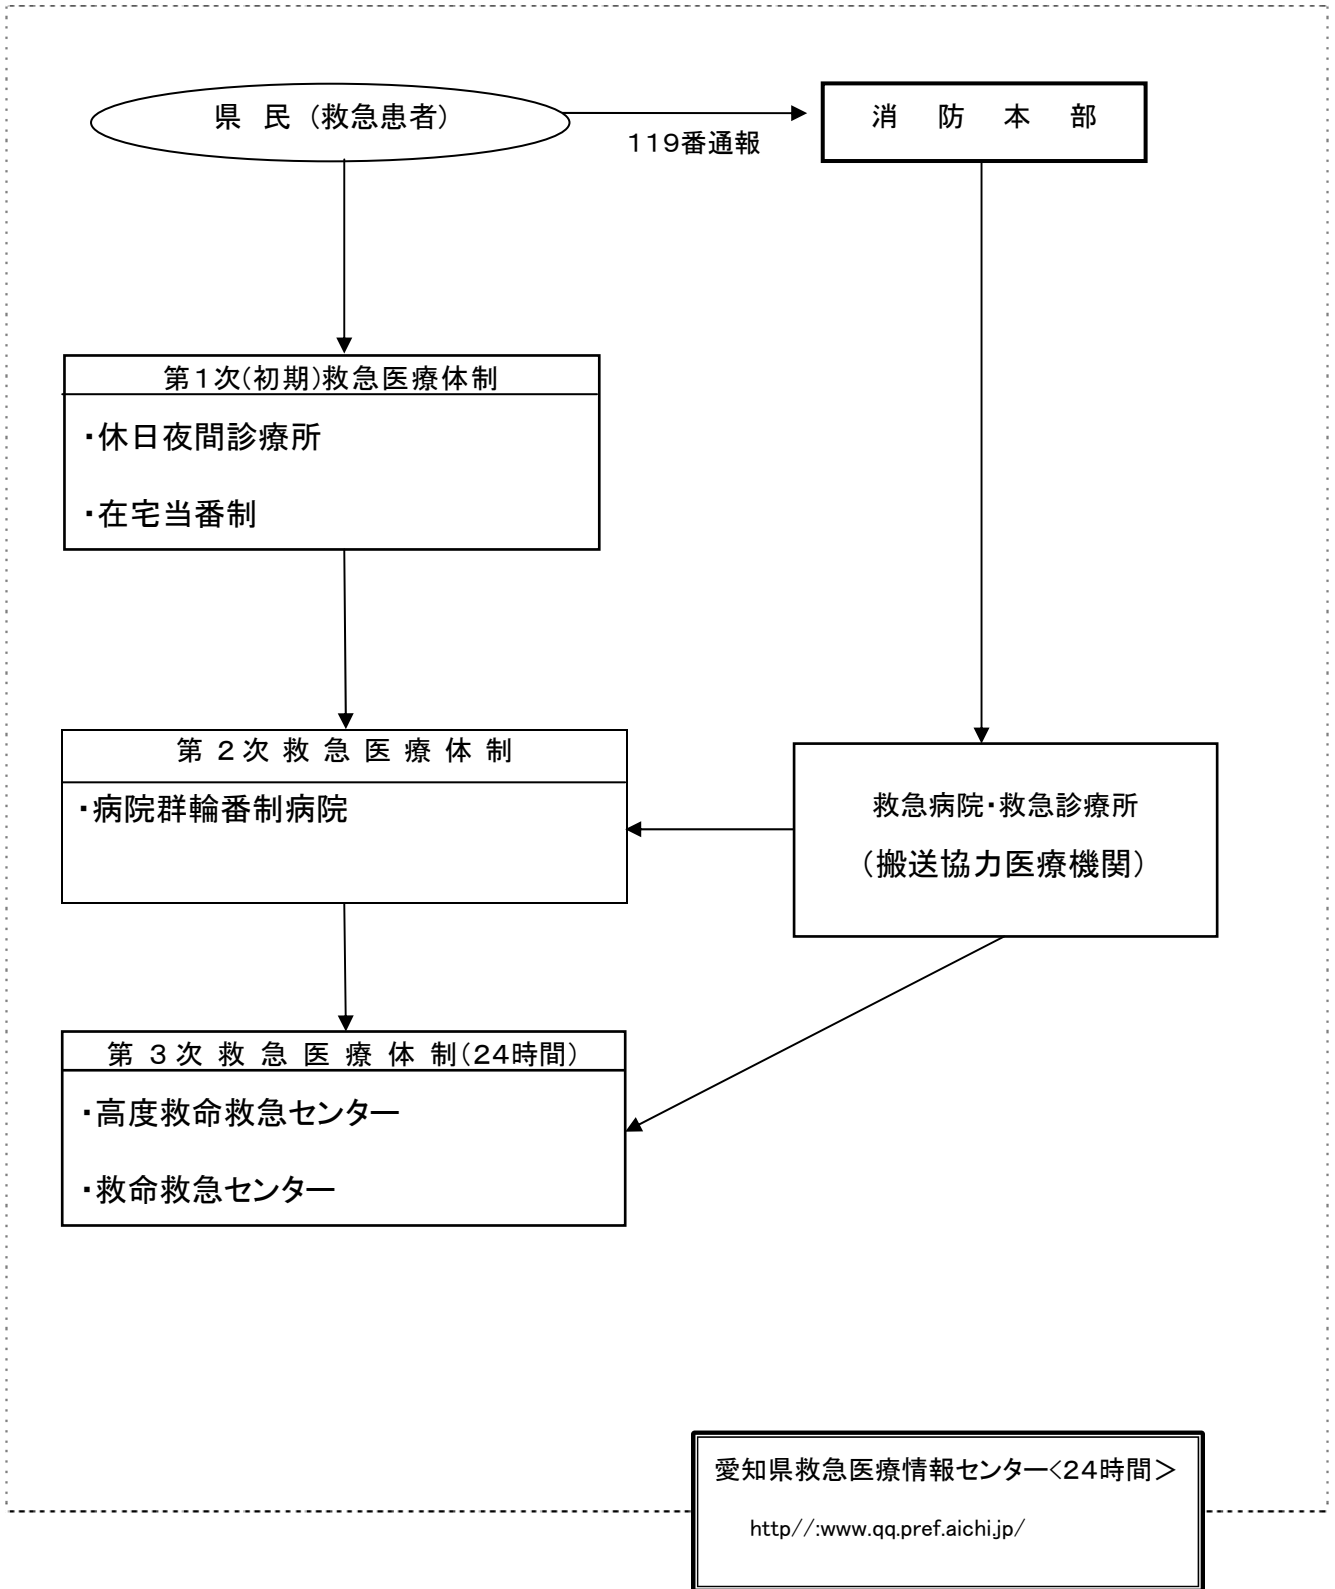 県 民 (救急患者)
119番通報
消 防 本 部
第1次(初期)救急医療体制
・休日夜間診療所
・在宅当番制
第 2 次 救 急 医 療 体 制
・病院群輪番制病院
救急病院・救急診療所
(搬送協力医療機関)
第 3 次 救 急 医 療 体 制(24時間)
・高度救命救急センター
・救命救急センター
愛知県救急医療情報センター<24時間>
http//:www.qq.pref.aichi.jp/